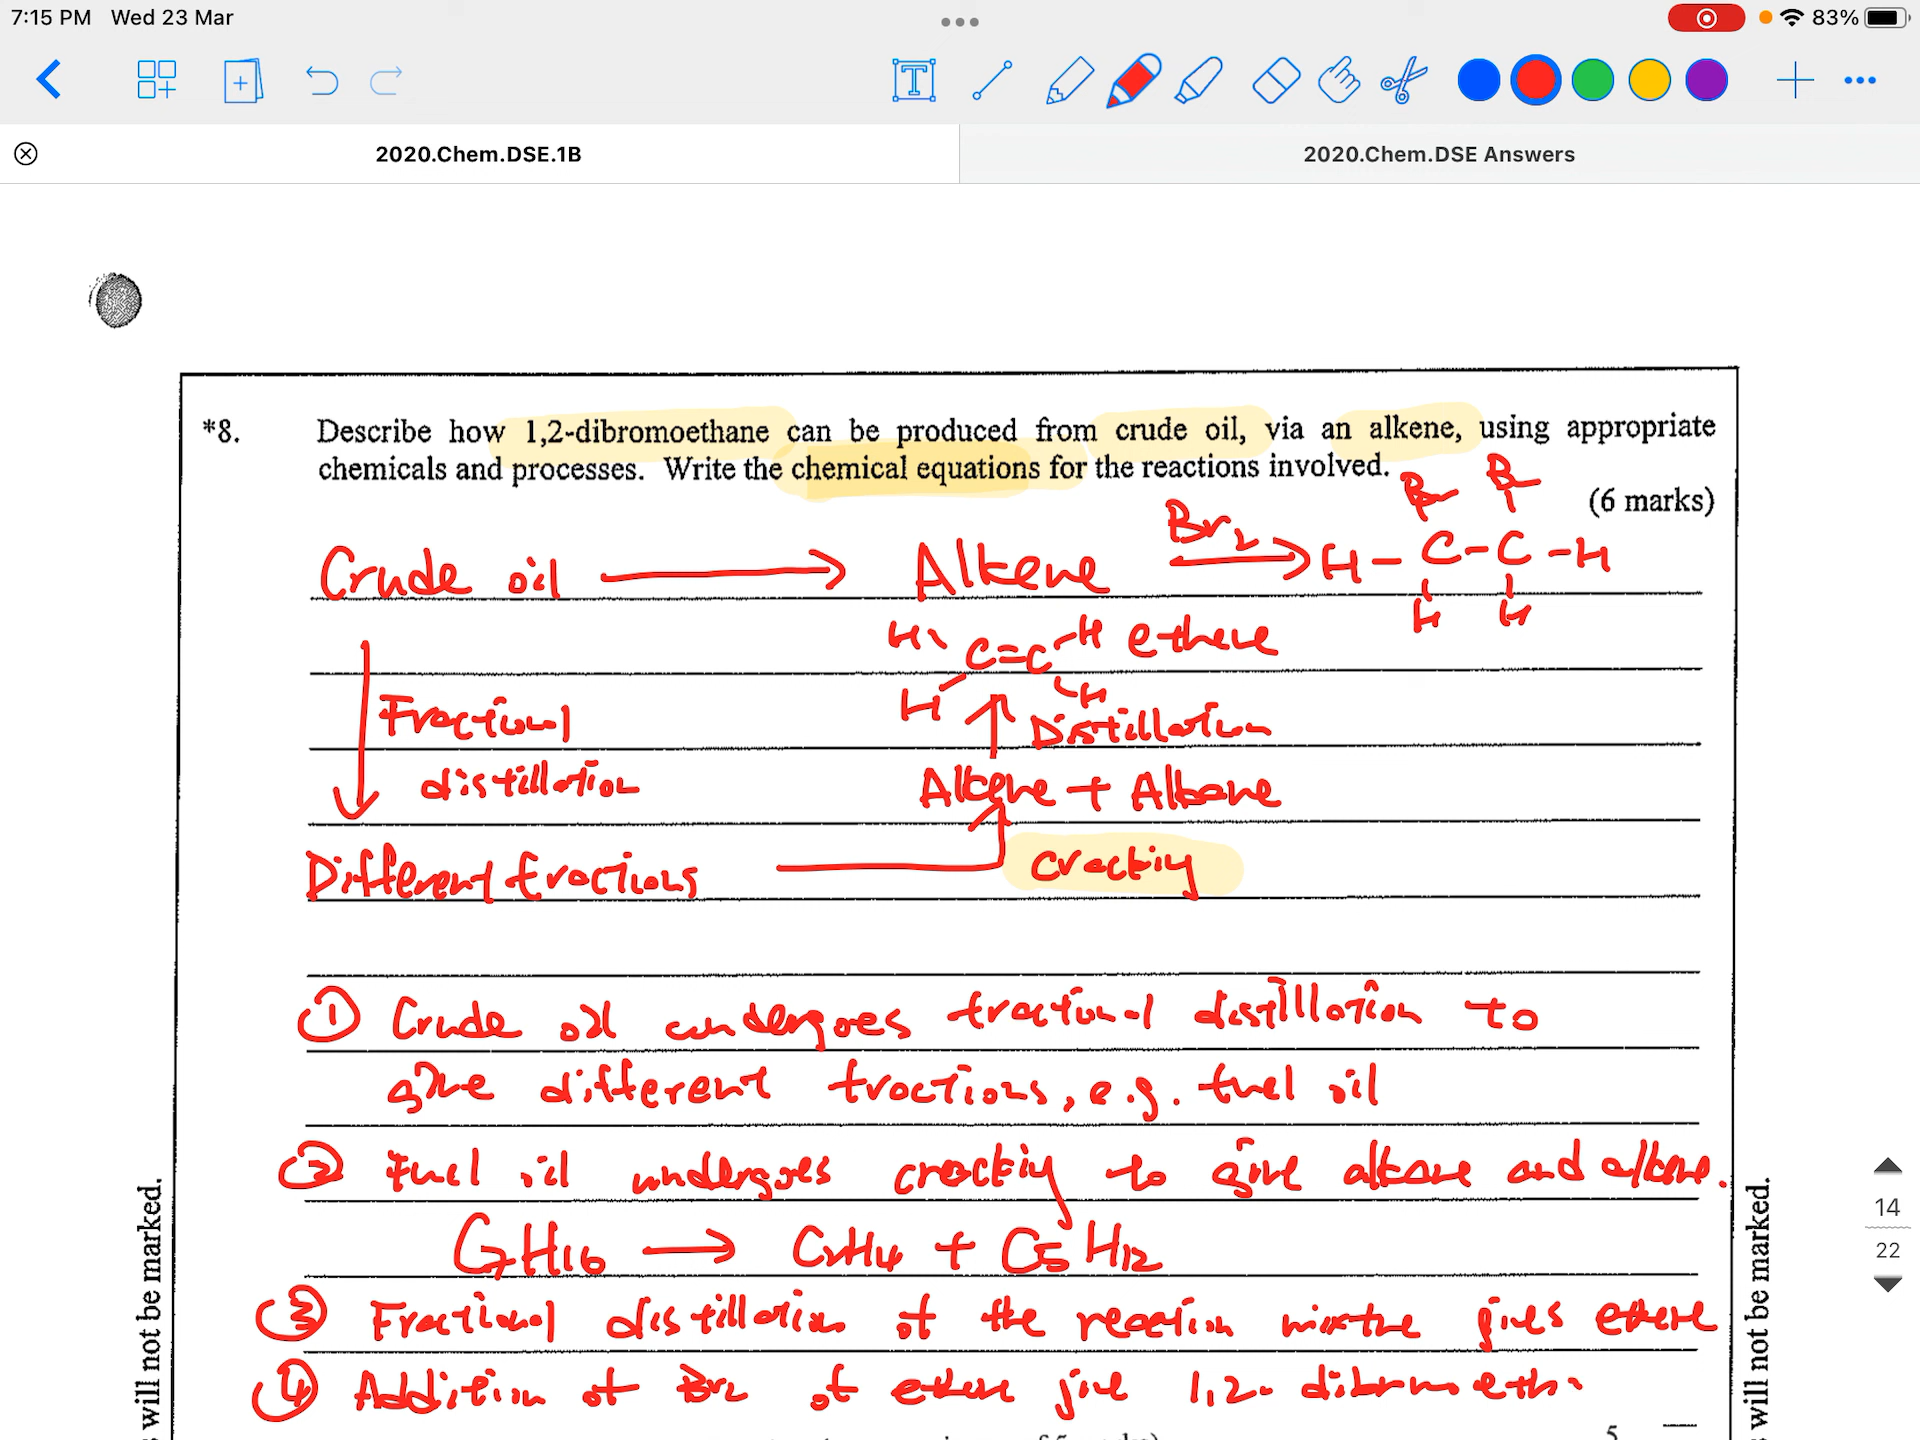 7:15 PM Wed 23 Mar
83%
2020.Chem.DSE.1B
2020.Chem.DSE Answers
*8. Describe how 1,2-dibromoethane can be produced from crude oil, via an alkene, using appropriate
chemicals and processes. Write the chemical equations for the reactions involved.
(6 marks)
Br Br
Crude oil → Alkene Br2 → H-C-C-H
H H
H C=C H ethene
H H
Fractional
distillation
Distillation
Alkene + Alkane
Different fractions
cracking
① Crude oil undergoes fractional distillation to
give different fractions, e.g. fuel oil
② Fuel oil undergoes cracking to give alkane and alkene.
C7H16 → C2H4 + C5H12
③ Fractional distillation of the reaction mixture gives ethene
④ Addition of Br2 of ethene give 1,2-
will not be marked.
will not be marked.
14
22